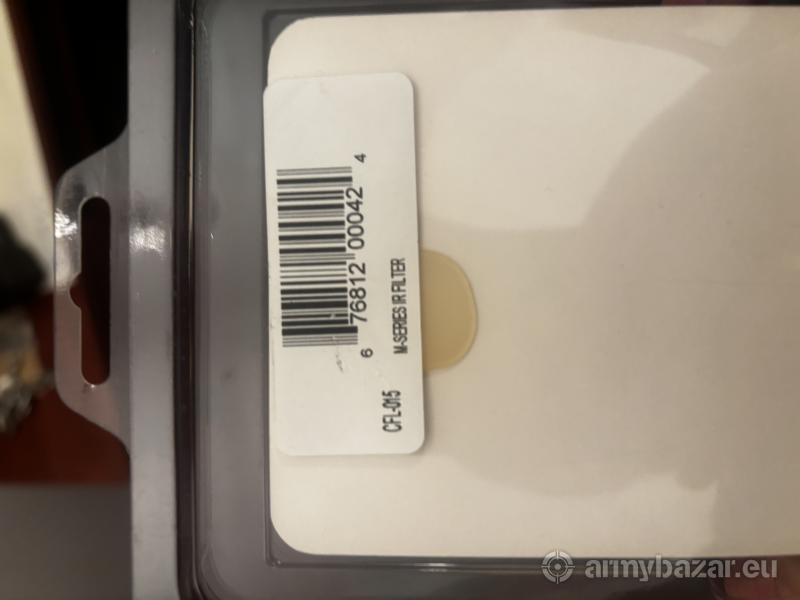 6 76812 00042 4
CFL-015 M-SERIES IR FILTER
armybazar.eu